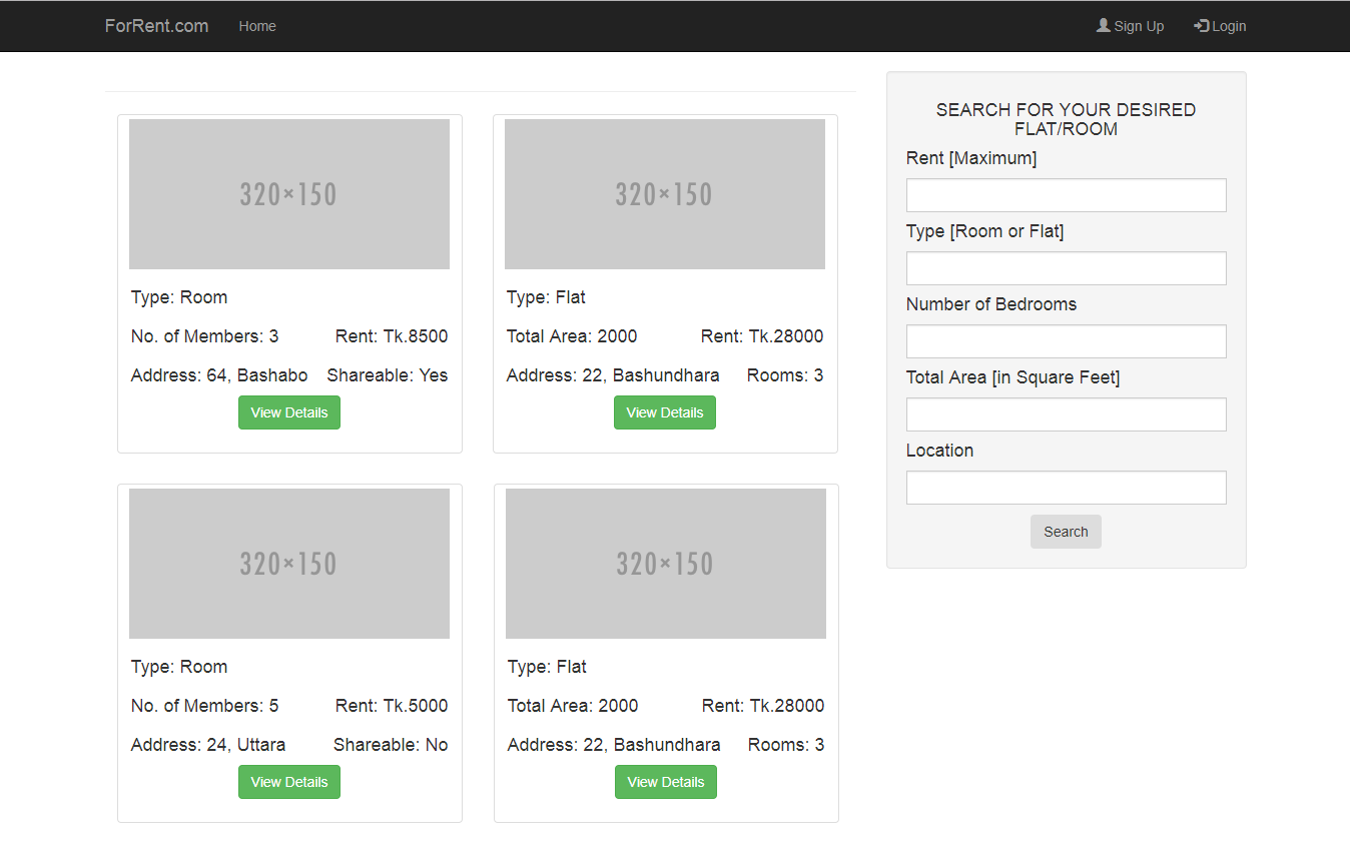 ForRent.com Home Sign Up Login
320×150 320×150
Type: Room Type: Flat
No. of Members: 3 Rent: Tk.8500 Total Area: 2000 Rent: Tk.28000
Address: 64, Bashabo Shareable: Yes Address: 22, Bashundhara Rooms: 3
View Details View Details
320×150 320×150
Type: Room Type: Flat
No. of Members: 5 Rent: Tk.5000 Total Area: 2000 Rent: Tk.28000
Address: 24, Uttara Shareable: No Address: 22, Bashundhara Rooms: 3
View Details View Details
SEARCH FOR YOUR DESIRED
FLAT/ROOM
Rent [Maximum]
Type [Room or Flat]
Number of Bedrooms
Total Area [in Square Feet]
Location
Search